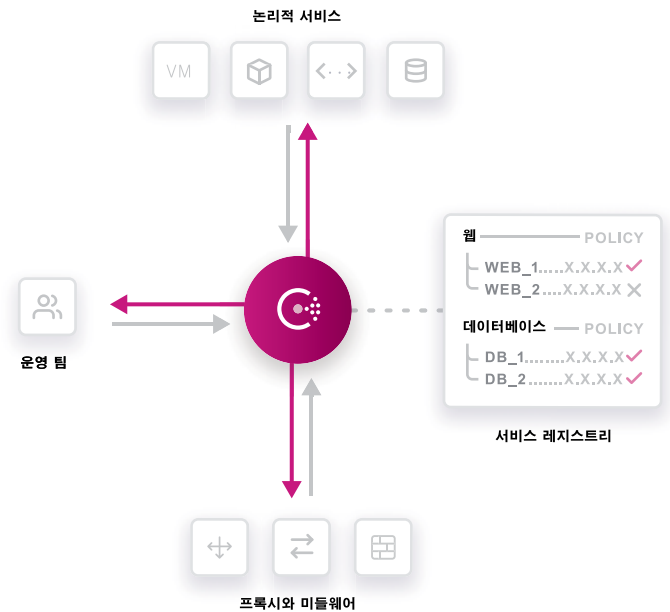 논리적 서비스
VM
웹 POLICY
WEB_1.....X.X.X.X
WEB_2....X.X.X.X
데이터베이스 POLICY
DB_1.......X.X.X.X
DB_2.......X.X.X.X
운영 팀
서비스 레지스트리
프록시와 미들웨어